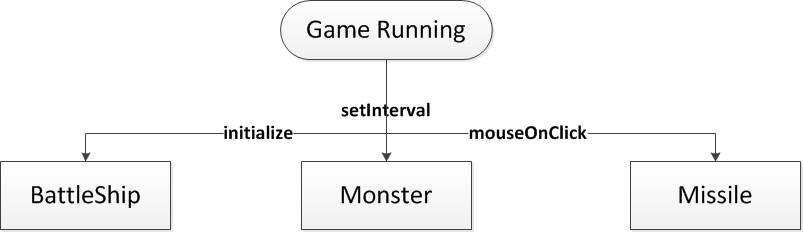 Game Running
setInterval
initialize
mouseOnClick
BattleShip
Monster
Missile